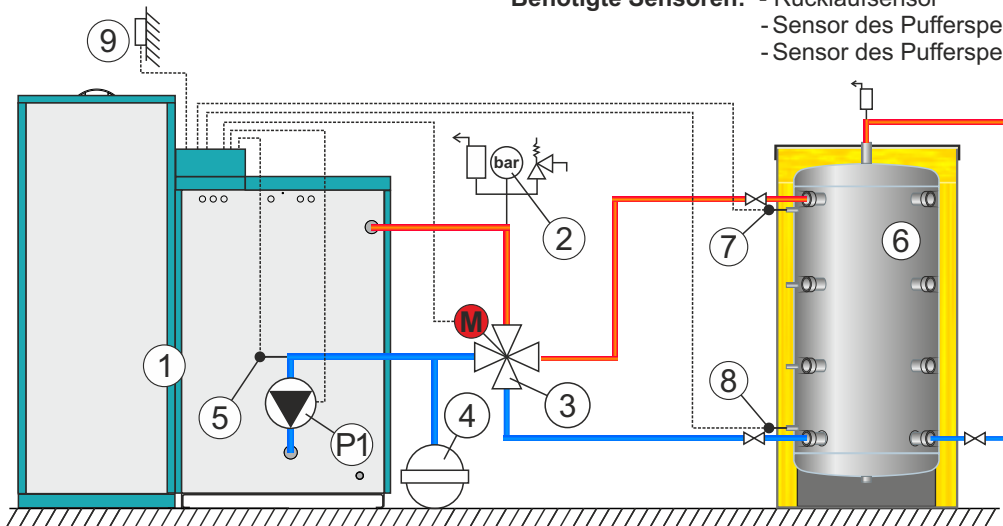 Benötigte Sensoren: - Rücklaufsensor
- Sensor des Pufferspe
- Sensor des Pufferspe
9
bar
2
7
6
M
1
5
P1
4
3
8